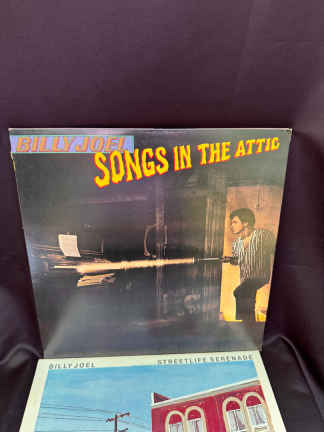 BILLY JOEL
SONGS IN THE ATTIC
BILLY JOEL STREETLIFE SERENADE